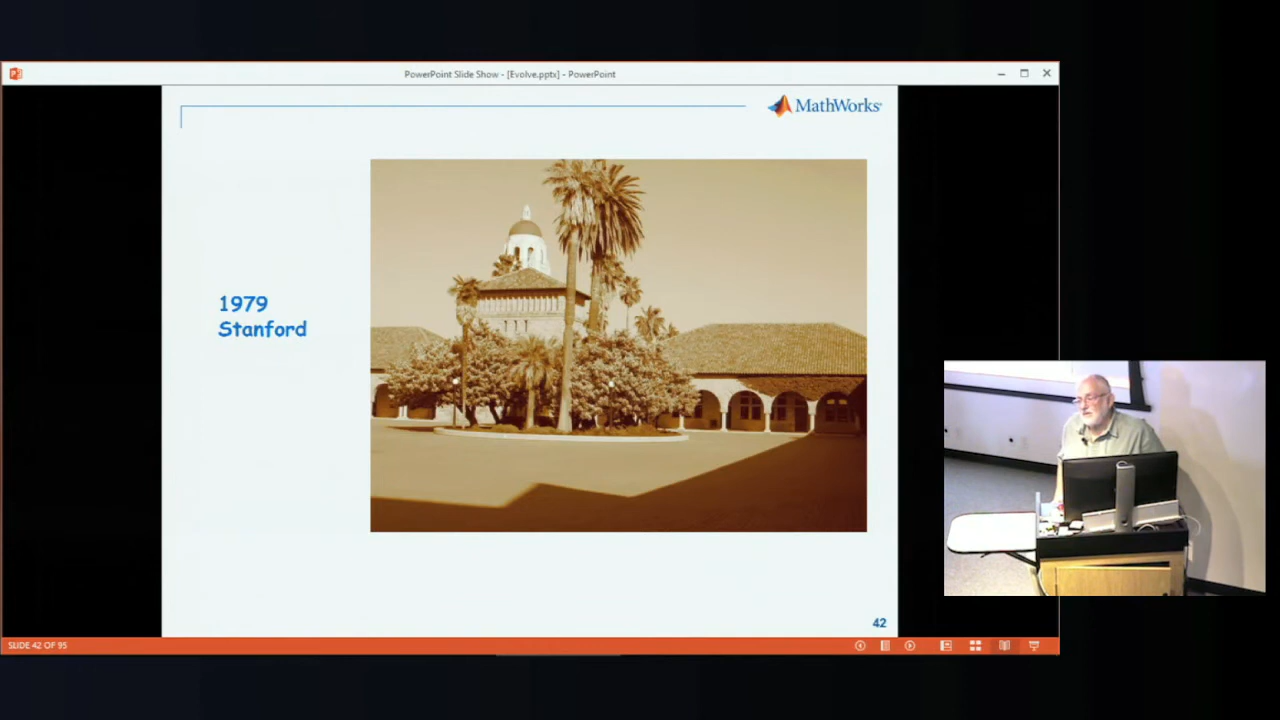 PowerPoint Slide Show - [Evolve.pptx] - PowerPoint
MathWorks
1979
Stanford
42
SLIDE 42 OF 95